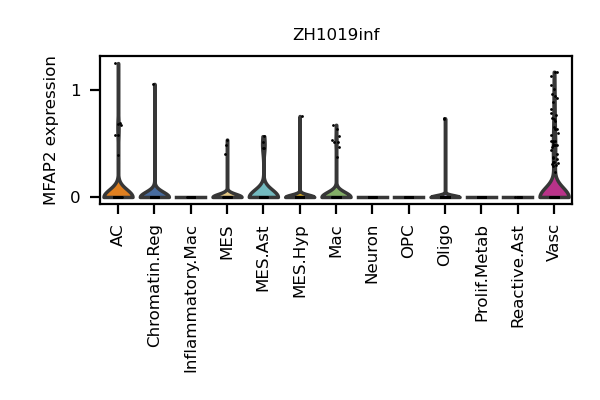 ZH1019inf
MFAP2 expression
1
0
AC
Chromatin.Reg
Inflammatory.Mac
MES
MES.Ast
MES.Hyp
Mac
Neuron
OPC
Oligo
Prolif.Metab
Reactive.Ast
Vasc